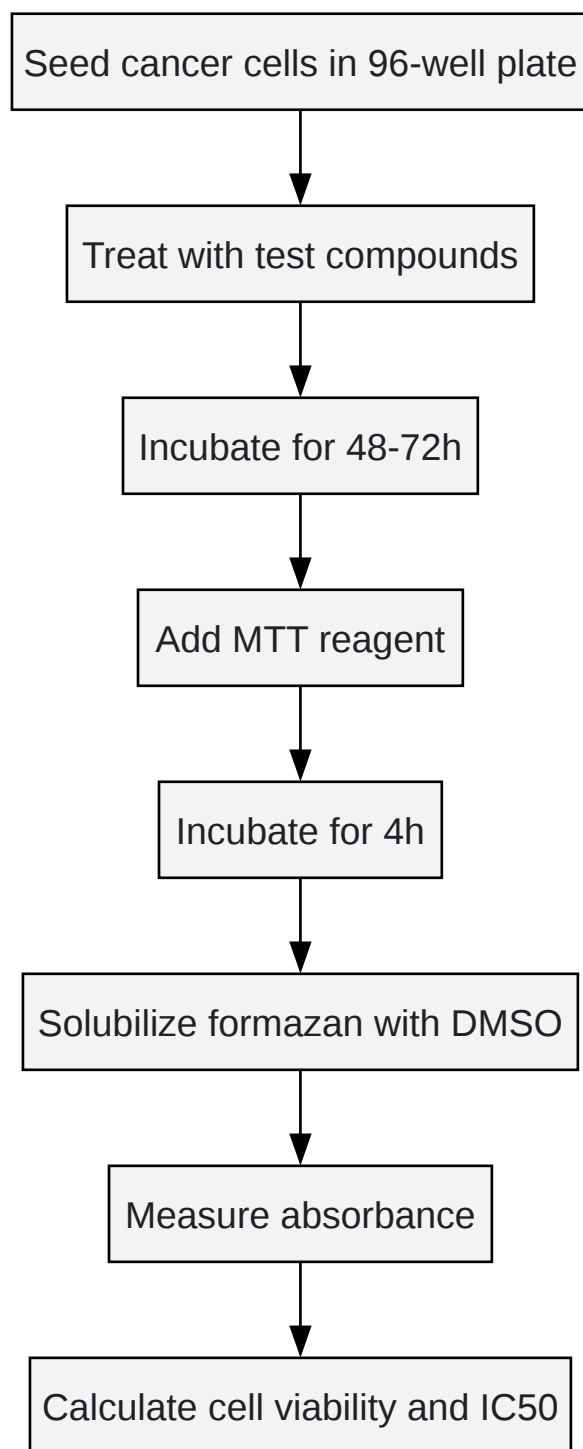 Seed cancer cells in 96-well plate
Treat with test compounds
Incubate for 48-72h
Add MTT reagent
Incubate for 4h
Solubilize formazan with DMSO
Measure absorbance
Calculate cell viability and IC50